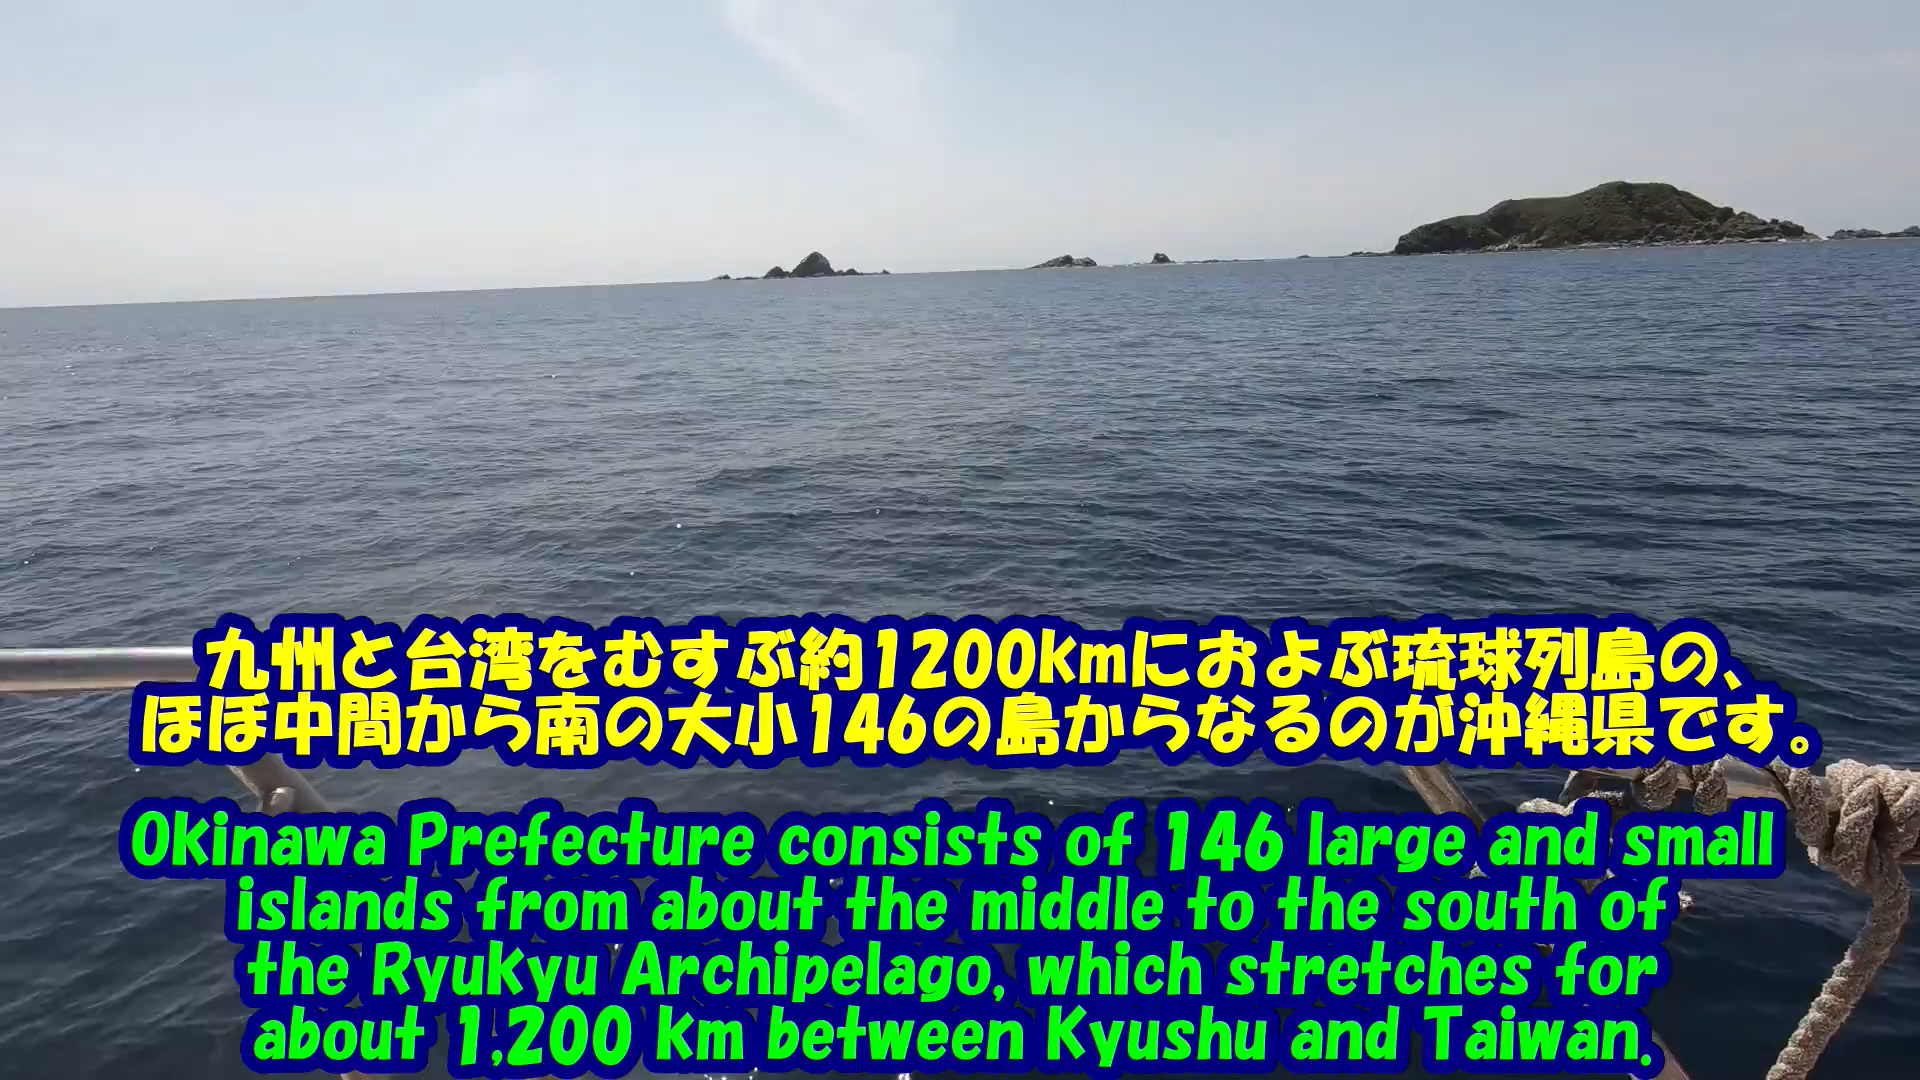 九州と台湾をむすぶ約1200kmにおよぶ琉球列島の、
ほぼ中間から南の大小146の島からなるのが沖縄県です。
Okinawa Prefecture consists of 146 large and small
islands from about the middle to the south of
the Ryukyu Archipelago, which stretches for
about 1,200 km between Kyushu and Taiwan.